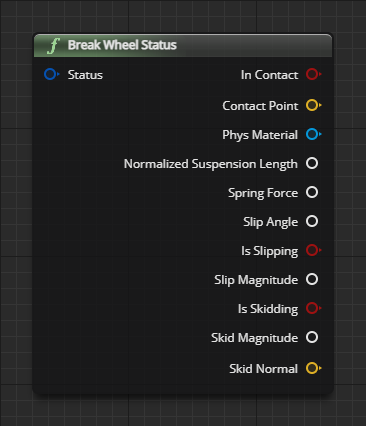 Break Wheel Status
Status
In Contact
Contact Point
Phys Material
Normalized Suspension Length
Spring Force
Slip Angle
Is Slipping
Slip Magnitude
Is Skidding
Skid Magnitude
Skid Normal